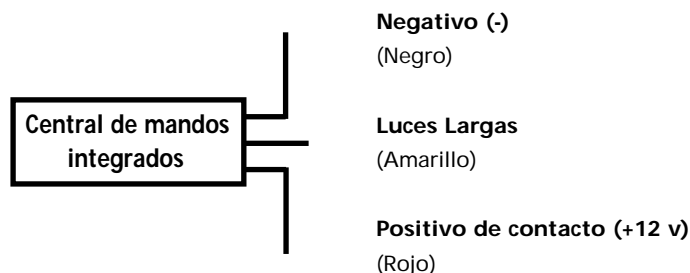 Negativo (-)
(Negro)
Central de mandos
integrados
Luces Largas
(Amarillo)
Positivo de contacto (+12 v)
(Rojo)